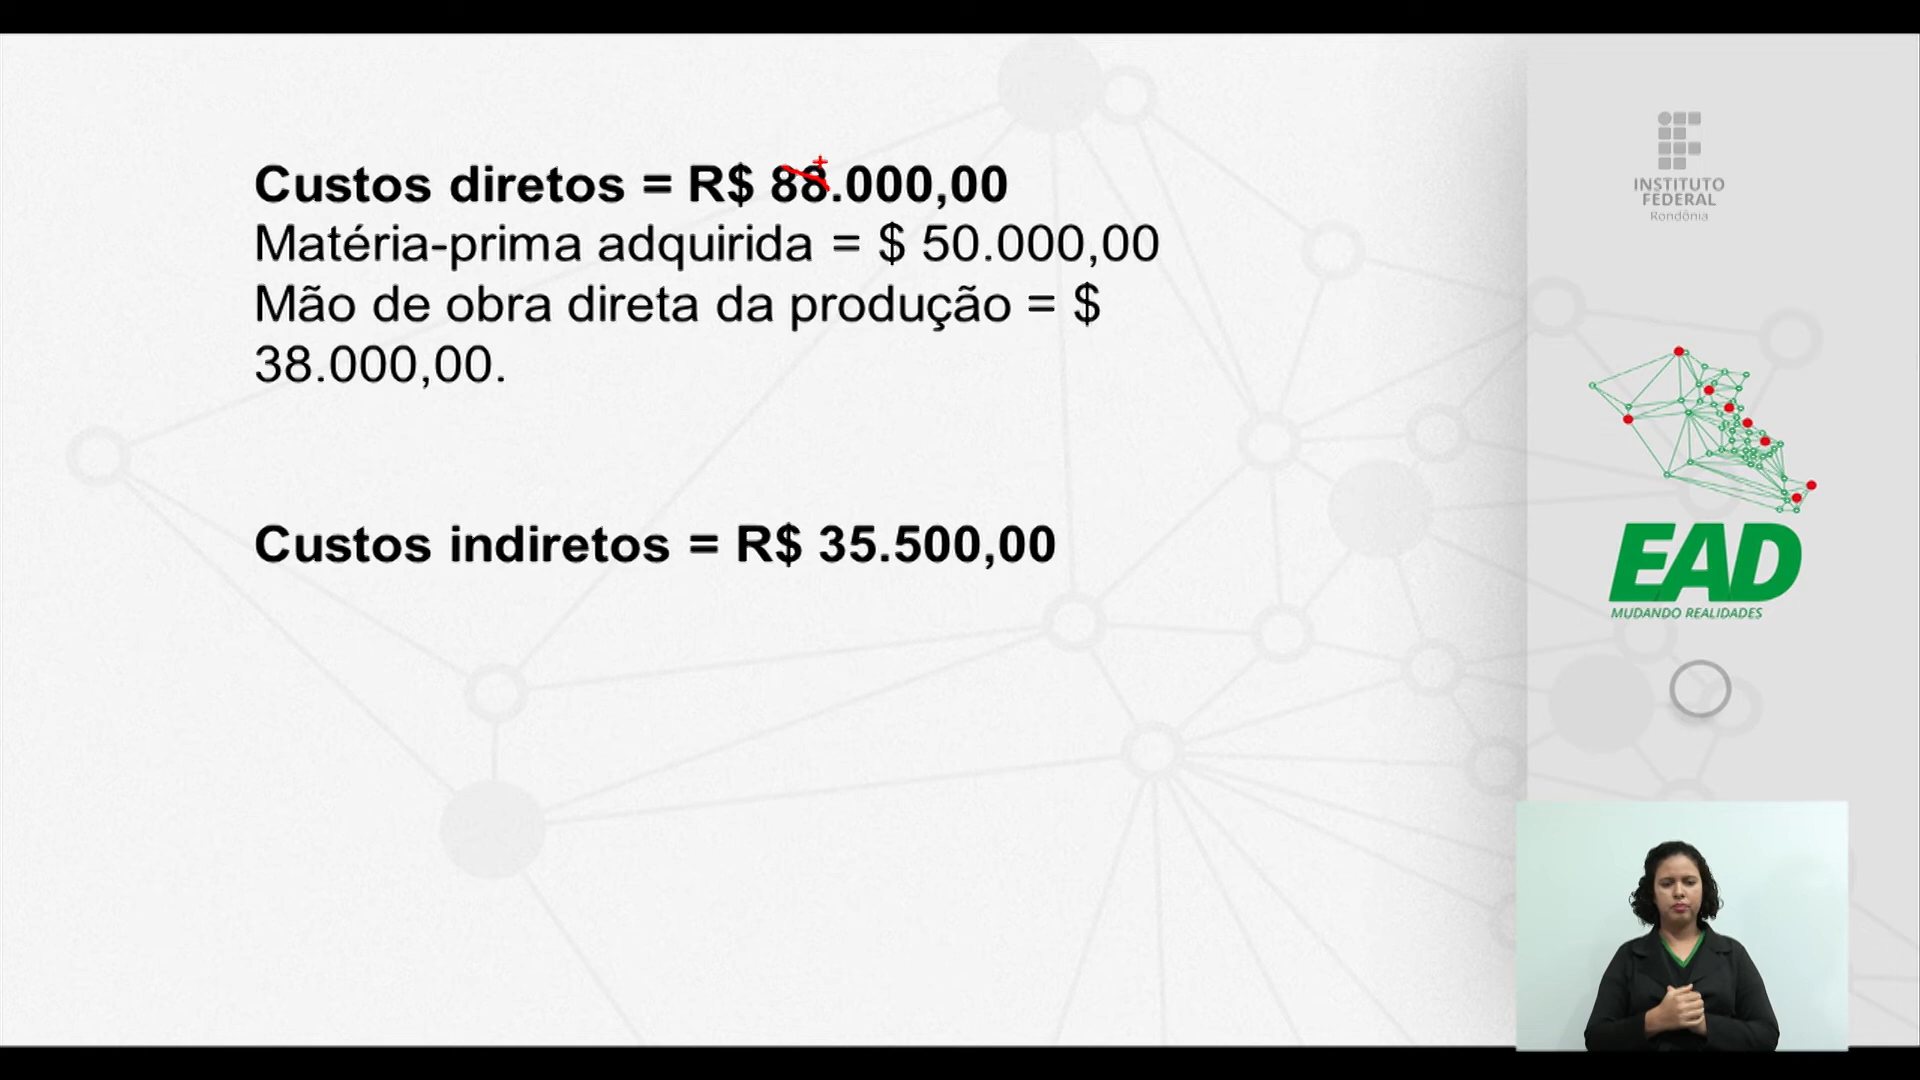 Custos diretos = R$ 88.000,00
Matéria-prima adquirida = $ 50.000,00
Mão de obra direta da produção = $
38.000,00.
Custos indiretos = R$ 35.500,00
INSTITUTO
FEDERAL
Rondônia
EAD
MUDANDO REALIDADES